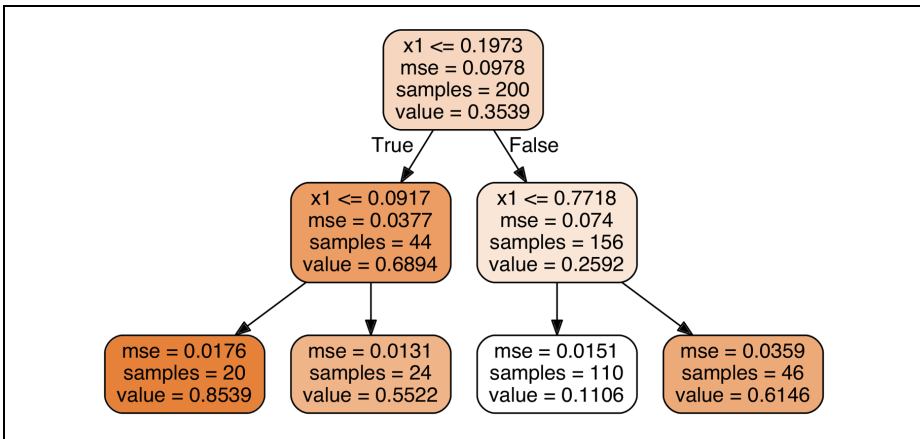 x1 <= 0.1973
mse = 0.0978
samples = 200
value = 0.3539
True
False
x1 <= 0.0917
mse = 0.0377
samples = 44
value = 0.6894
x1 <= 0.7718
mse = 0.074
samples = 156
value = 0.2592
mse = 0.0176
samples = 20
value = 0.8539
mse = 0.0131
samples = 24
value = 0.5522
mse = 0.0151
samples = 110
value = 0.1106
mse = 0.0359
samples = 46
value = 0.6146